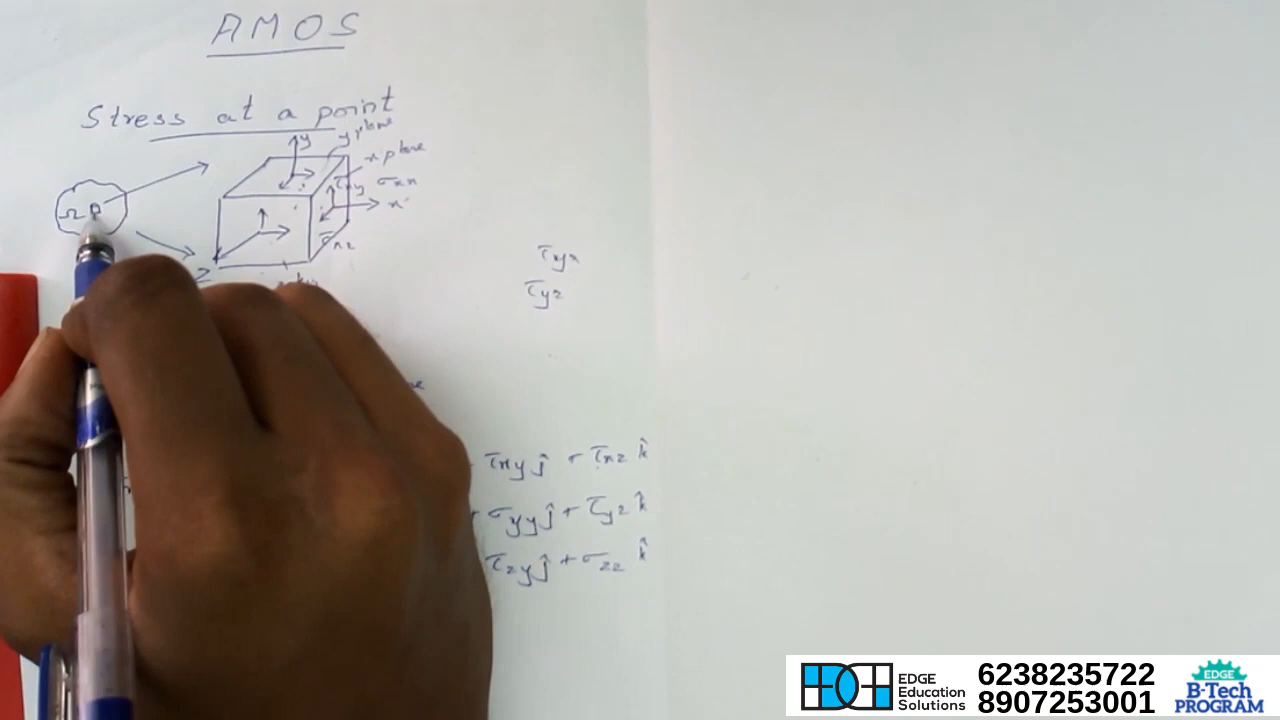 AMOS
Stress at a point
y
y plane
x plane
τxy σxx
x
Ω P
τxz
z
τyx
τyz
τxy ĵ + τxz k̂
+ σyy ĵ + τyz k̂
τzy ĵ + σzz k̂
EDGE
Education
Solutions
6238235722
8907253001
EDGE
B-Tech
PROGRAM